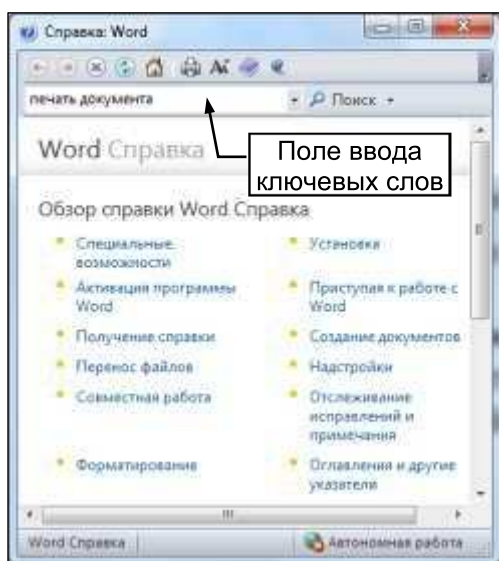 Справка: Word
печать документа
Поиск
Поле ввода
ключевых слов
Word Справка
Обзор справки Word Справка
Специальные возможности
Установка
Активация программы Word
Приступая к работе с Word
Получение справки
Создание документов
Перенос файлов
Надстройки
Совместная работа
Отслеживание исправлений и примечания
Форматирование
Оглавления и другие указатели
Word Справка
Автономная работа